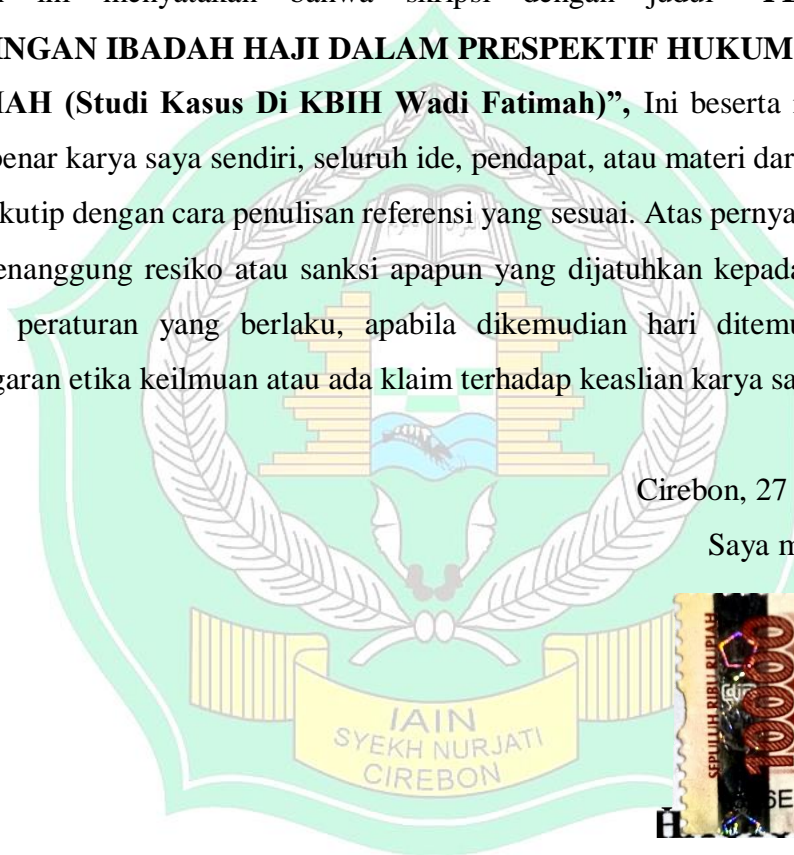 ini menyatakan bahwa skripsi dengan judul
INGAN IBADAH HAJI DALAM PRESPEKTIF HUKUM
IAH (Studi Kasus Di KBIH Wadi Fatimah)”, Ini beserta
benar karya saya sendiri, seluruh ide, pendapat, atau materi dar
kutip dengan cara penulisan referensi yang sesuai. Atas pernya
enanggung resiko atau sanksi apapun yang dijatuhkan kepada
peraturan yang berlaku, apabila dikemudian hari ditemu
garan etika keilmuan atau ada klaim terhadap keaslian karya sa
Cirebon, 27
Saya m
SEPULUH RIBU RUPIAH
10000
IAIN
SYEKH NURJATI
CIREBON